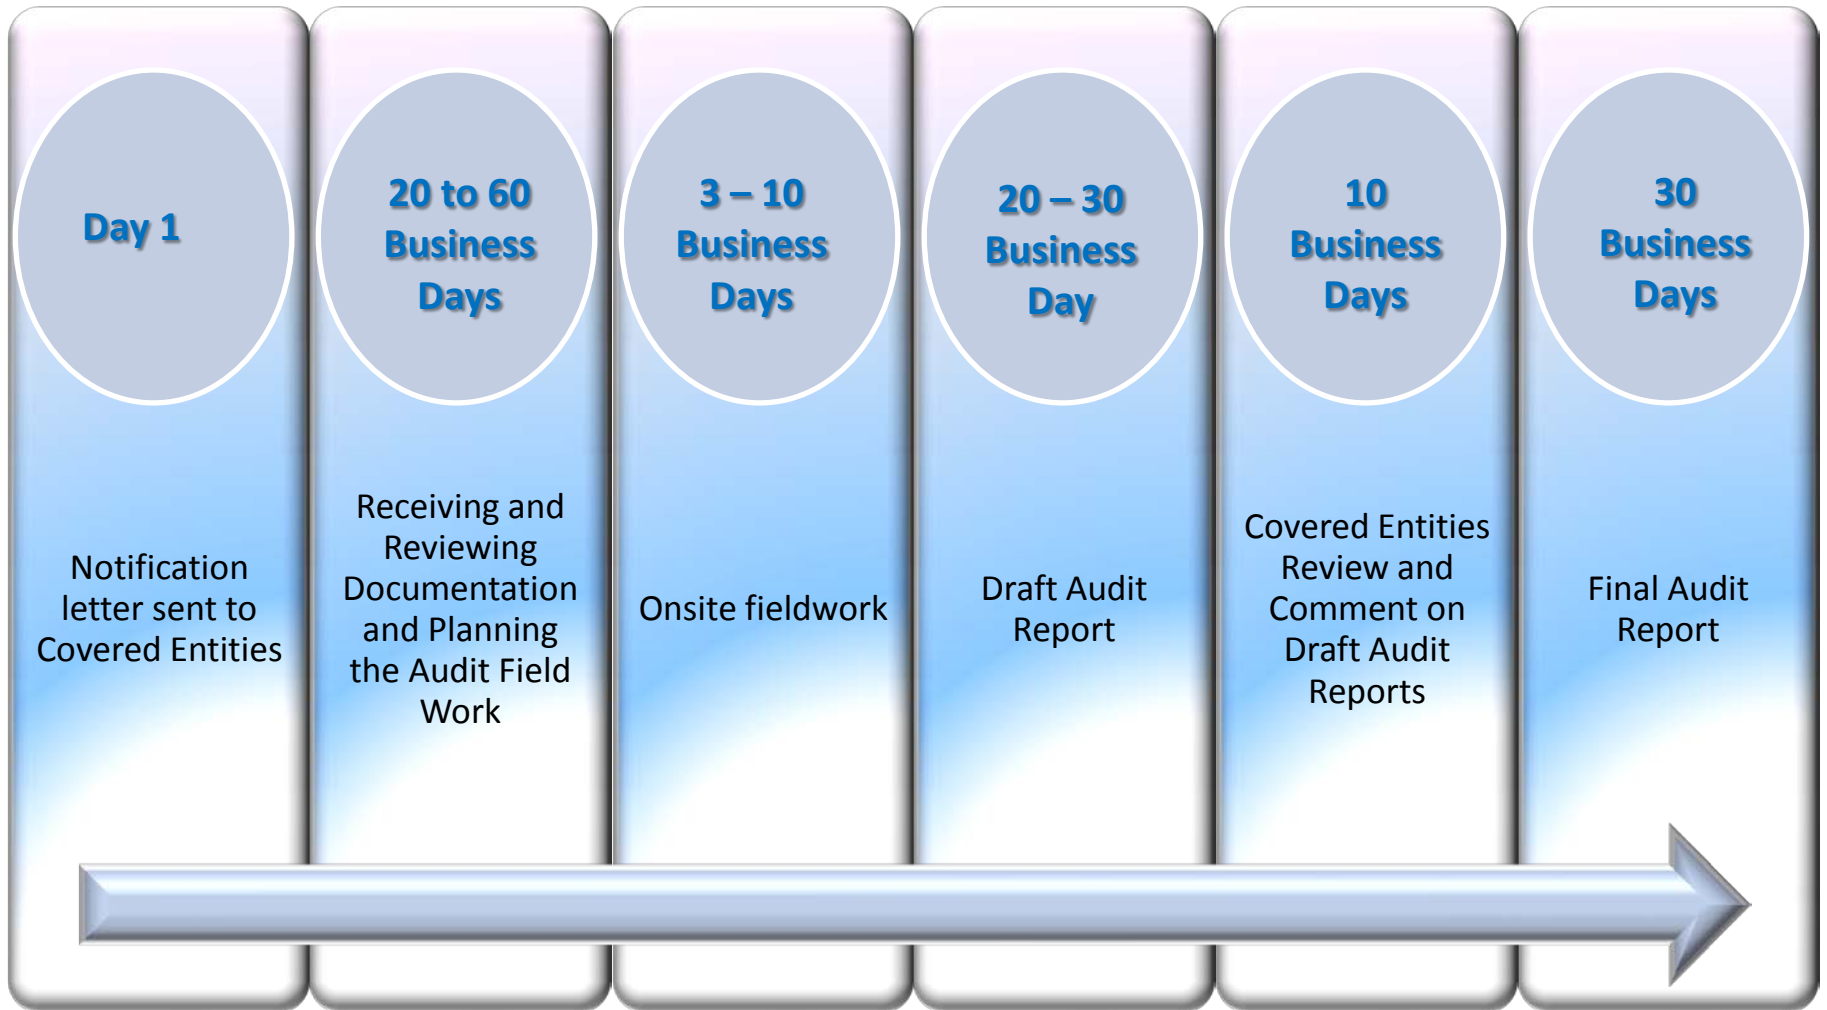 Day 1
Notification
letter sent to
Covered Entities
20 to 60
Business
Days
Receiving and
Reviewing
Documentation
and Planning
the Audit Field
Work
3 – 10
Business
Days
Onsite fieldwork
20 – 30
Business
Day
Draft Audit
Report
10
Business
Days
Covered Entities
Review and
Comment on
Draft Audit
Reports
30
Business
Days
Final Audit
Report